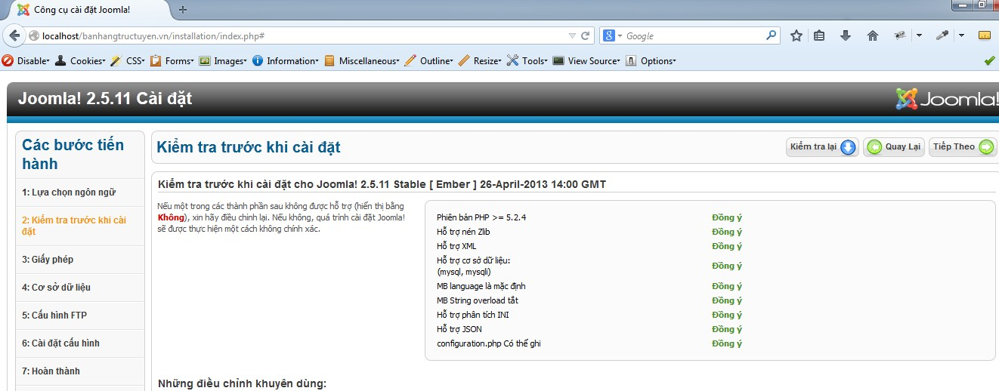 Công cụ cài đặt Joomla!
localhost/banhangtructuyen.vn/installation/index.php#
Google
Disable Cookies CSS Forms Images Information Miscellaneous Outline Resize Tools View Source Options
Joomla! 2.5.11 Cài đặt
Joomla!
Các bước tiến hành
1: Lựa chọn ngôn ngữ
2: Kiểm tra trước khi cài đặt
3: Giấy phép
4: Cơ sở dữ liệu
5: Cấu hình FTP
6: Cài đặt cấu hình
7: Hoàn thành
Kiểm tra trước khi cài đặt
Kiểm tra lại
Quay Lại
Tiếp Theo
Kiểm tra trước khi cài đặt cho Joomla! 2.5.11 Stable [ Ember ] 26-April-2013 14:00 GMT
Nếu một trong các thành phần sau không được hỗ trợ (hiển thị bằng
Không), xin hãy điều chỉnh lại. Nếu không, quá trình cài đặt Joomla!
sẽ được thực hiện một cách không chính xác.
Phiên bản PHP >= 5.2.4 Đồng ý
Hỗ trợ nén Zlib Đồng ý
Hỗ trợ XML Đồng ý
Hỗ trợ cơ sở dữ liệu:
(mysql, mysqli) Đồng ý
MB language là mặc định Đồng ý
MB String overload tắt Đồng ý
Hỗ trợ phân tích INI Đồng ý
Hỗ trợ JSON Đồng ý
configuration.php Có thể ghi Đồng ý
Những điều chỉnh khuyên dùng: